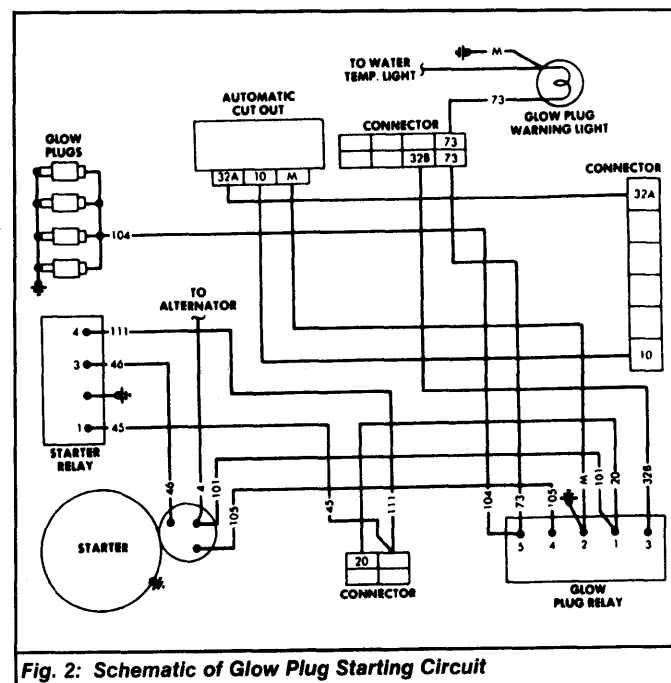 M
TO WATER
TEMP. LIGHT
73
GLOW PLUG
WARNING LIGHT
AUTOMATIC
CUT OUT
CONNECTOR
73
32B 73
GLOW
PLUGS
32A 10 M
CONNECTOR
32A
104
TO
ALTERNATOR
4 111
3 46
10
1 45
STARTER
RELAY
46
4
101
105
45
111
104
73
105
M
101
20
32B
STARTER
20
CONNECTOR
5 4 2 1 3
GLOW
PLUG RELAY
Fig. 2: Schematic of Glow Plug Starting Circuit